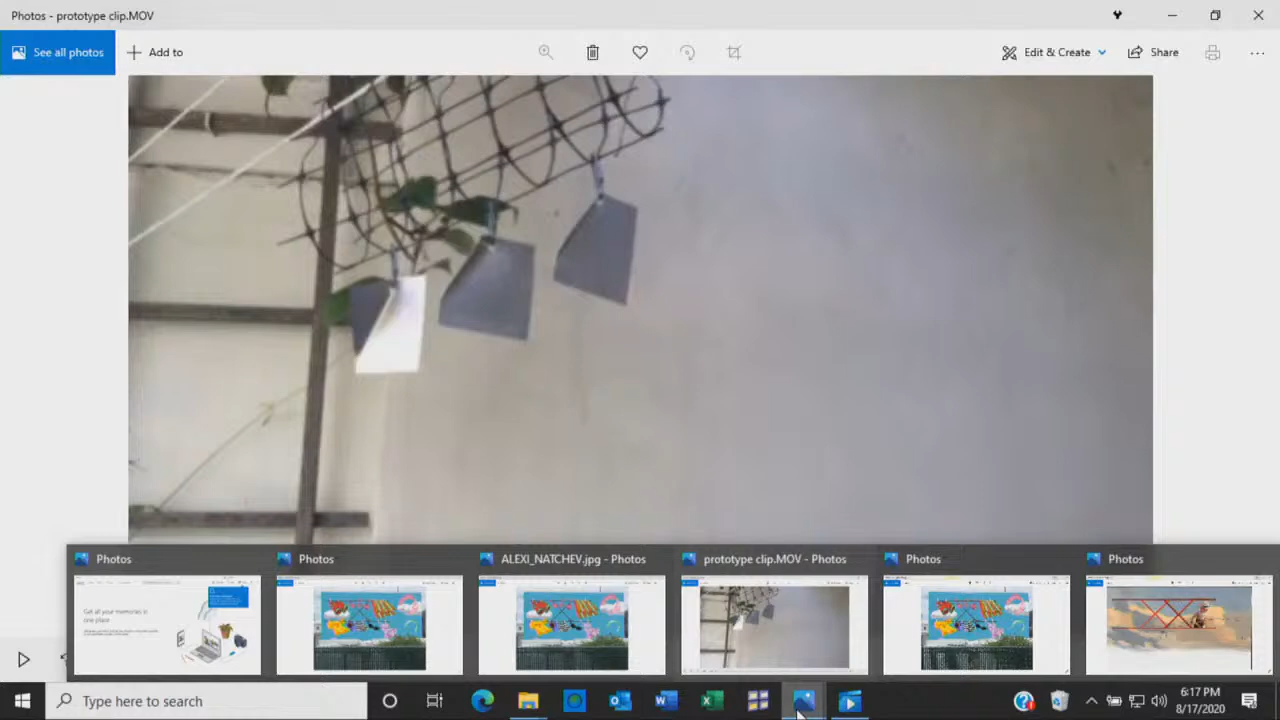 Photos - prototype clip.MOV
See all photos
Add to
Edit & Create
Share
Photos
Photos
ALEXI_NATCHEV.jpg - Photos
prototype clip.MOV - Photos
Photos
Photos
Get all your memories in
one place
Type here to search
6:17 PM
8/17/2020